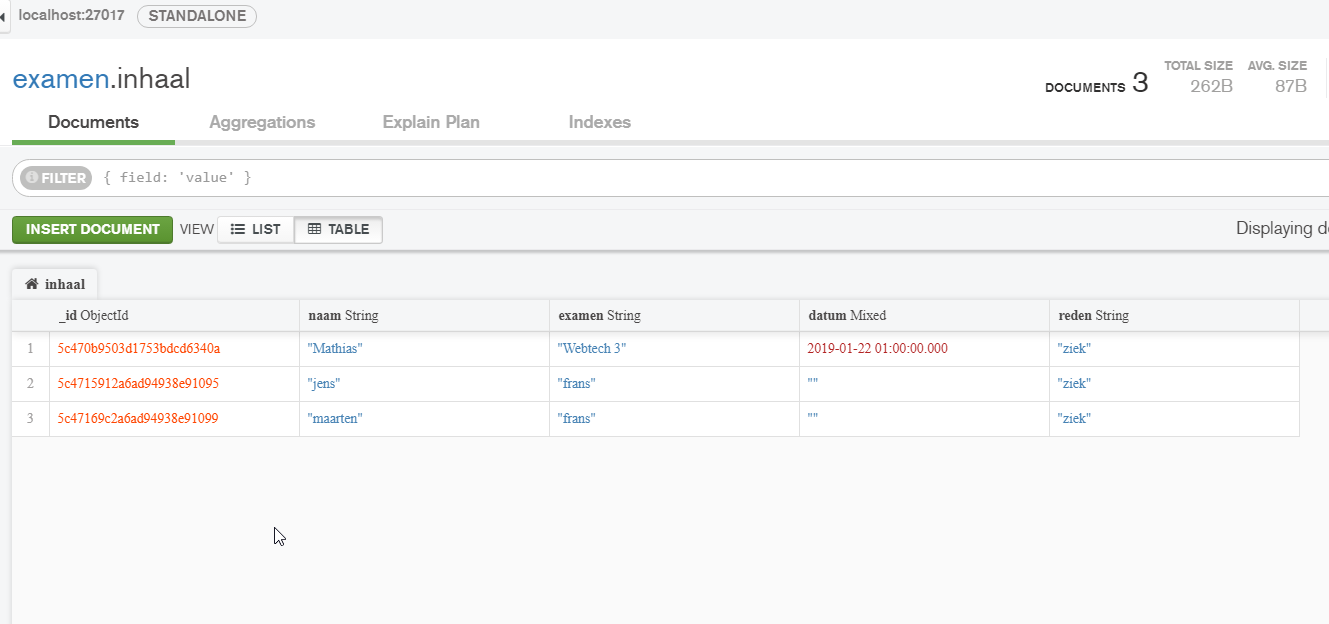 localhost:27017 STANDALONE
examen.inhaal
DOCUMENTS 3 TOTAL SIZE 262B AVG. SIZE 87B
Documents Aggregations Explain Plan Indexes
FILTER { field: 'value' }
INSERT DOCUMENT VIEW LIST TABLE Displaying
inhaal
_id ObjectId naam String examen String datum Mixed reden String
1 5c470b9503d1753bdcd6340a "Mathias" "Webtech 3" 2019-01-22 01:00:00.000 "ziek"
2 5c4715912a6ad94938e91095 "jens" "frans" "" "ziek"
3 5c47169c2a6ad94938e91099 "maarten" "frans" "" "ziek"